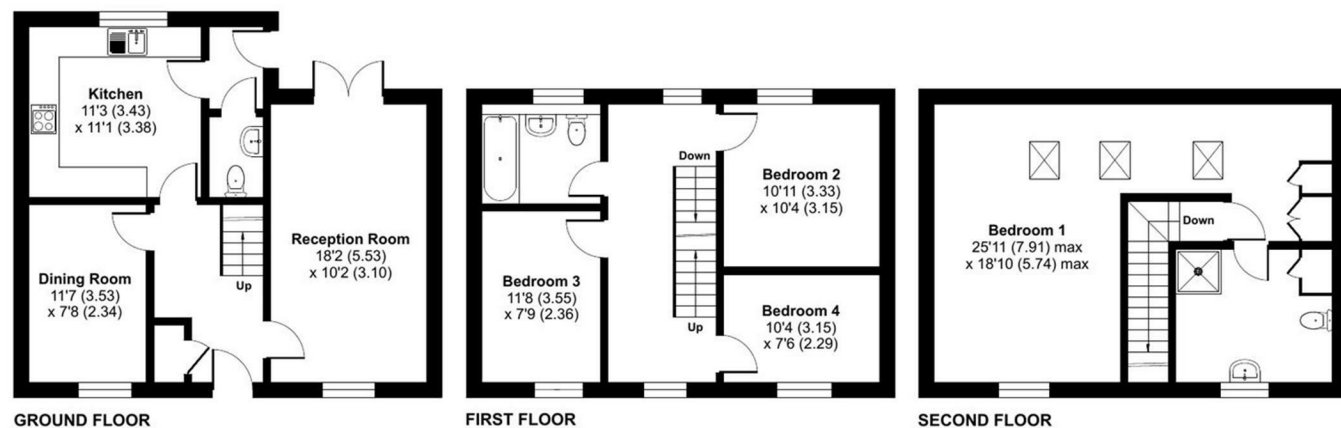 Kitchen
11'3 (3.43)
x 11'1 (3.38)
Dining Room
11'7 (3.53)
x 7'8 (2.34)
Up
Reception Room
18'2 (5.53)
x 10'2 (3.10)
GROUND FLOOR
Down
Bedroom 2
10'11 (3.33)
x 10'4 (3.15)
Bedroom 3
11'8 (3.55)
x 7'9 (2.36)
Up
Bedroom 4
10'4 (3.15)
x 7'6 (2.29)
FIRST FLOOR
Bedroom 1
25'11 (7.91) max
x 18'10 (5.74) max
Down
SECOND FLOOR